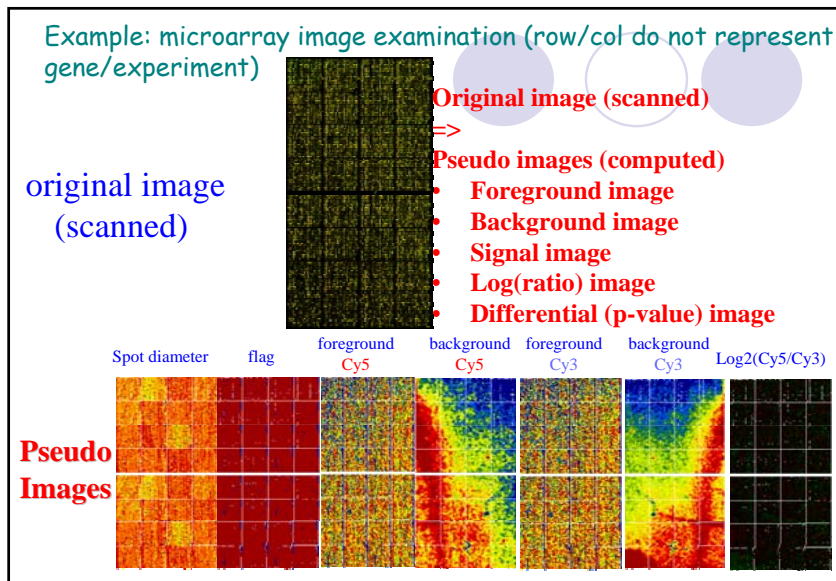 Example: microarray image examination (row/col do not represent
gene/experiment)
original image
(scanned)
Original image (scanned)
=>
Pseudo images (computed)
• Foreground image
• Background image
• Signal image
• Log(ratio) image
• Differential (p-value) image
Spot diameter
flag
foreground
Cy5
background
Cy5
foreground
Cy3
background
Cy3
Log2(Cy5/Cy3)
Pseudo
Images